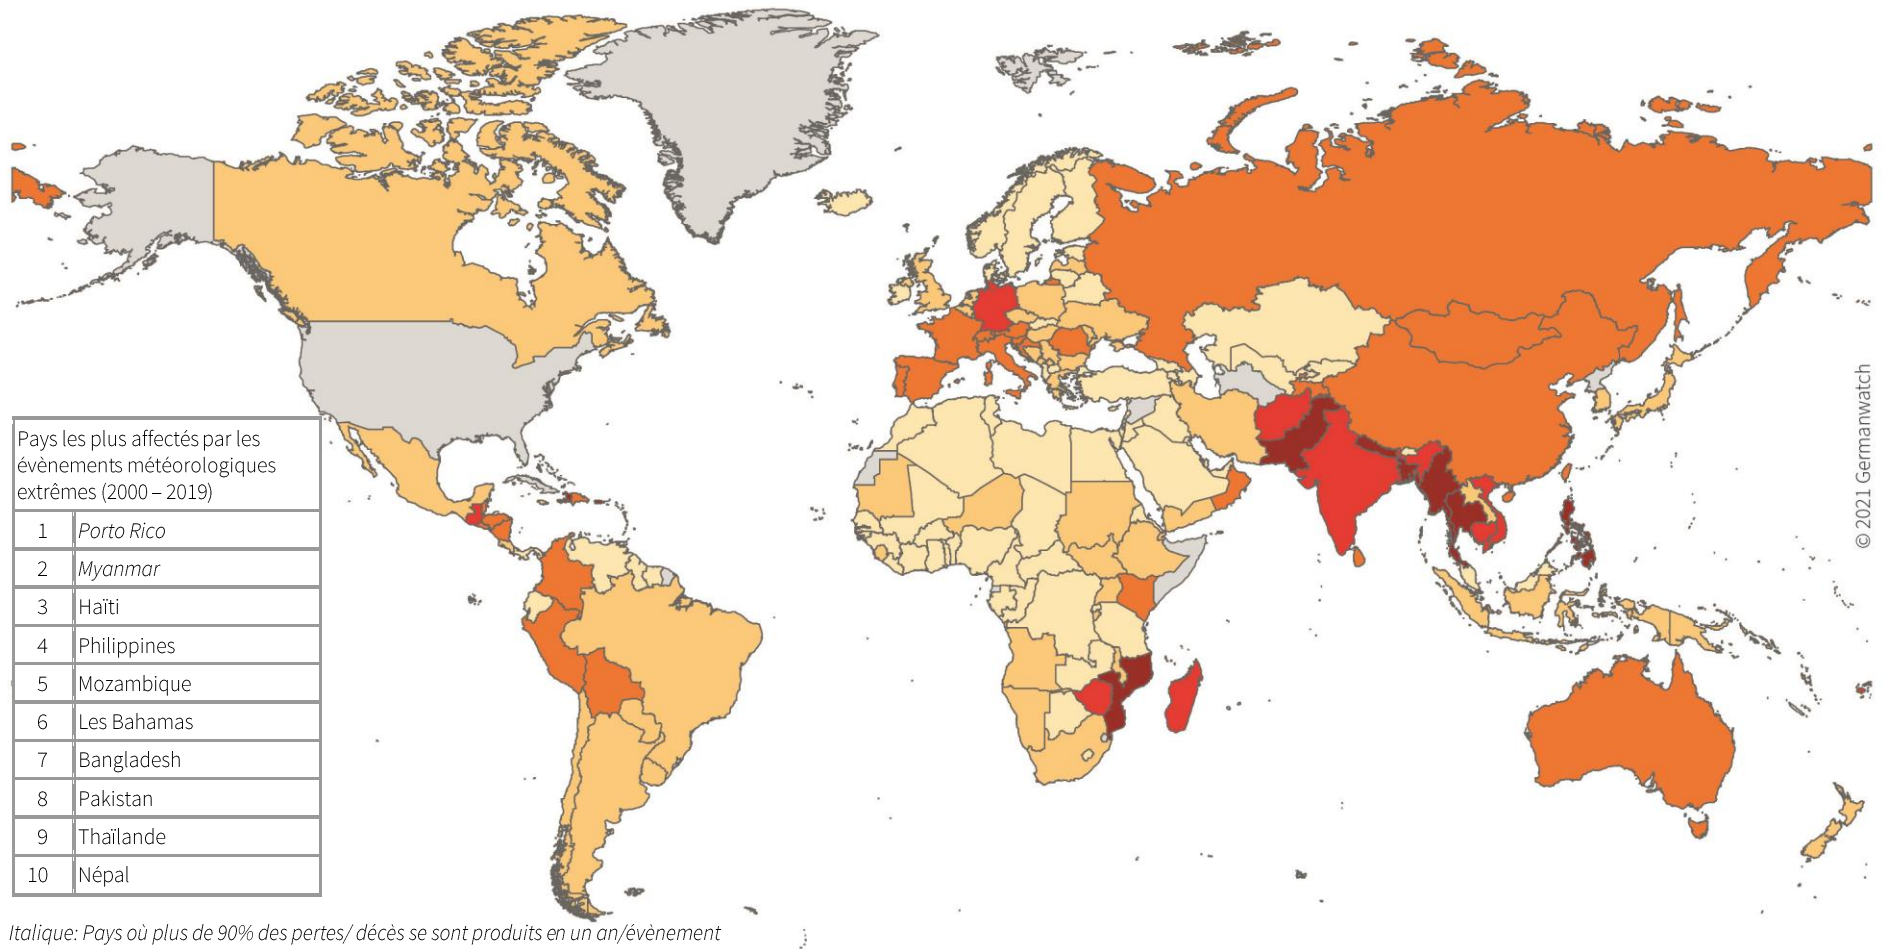 Pays les plus affectés par les
évènements météorologiques
extrêmes (2000 – 2019)
1 Porto Rico
2 Myanmar
3 Haïti
4 Philippines
5 Mozambique
6 Les Bahamas
7 Bangladesh
8 Pakistan
9 Thaïlande
10 Népal
Italique: Pays où plus de 90% des pertes/ décès se sont produits en un an/évènement
©2021 Germanwatch